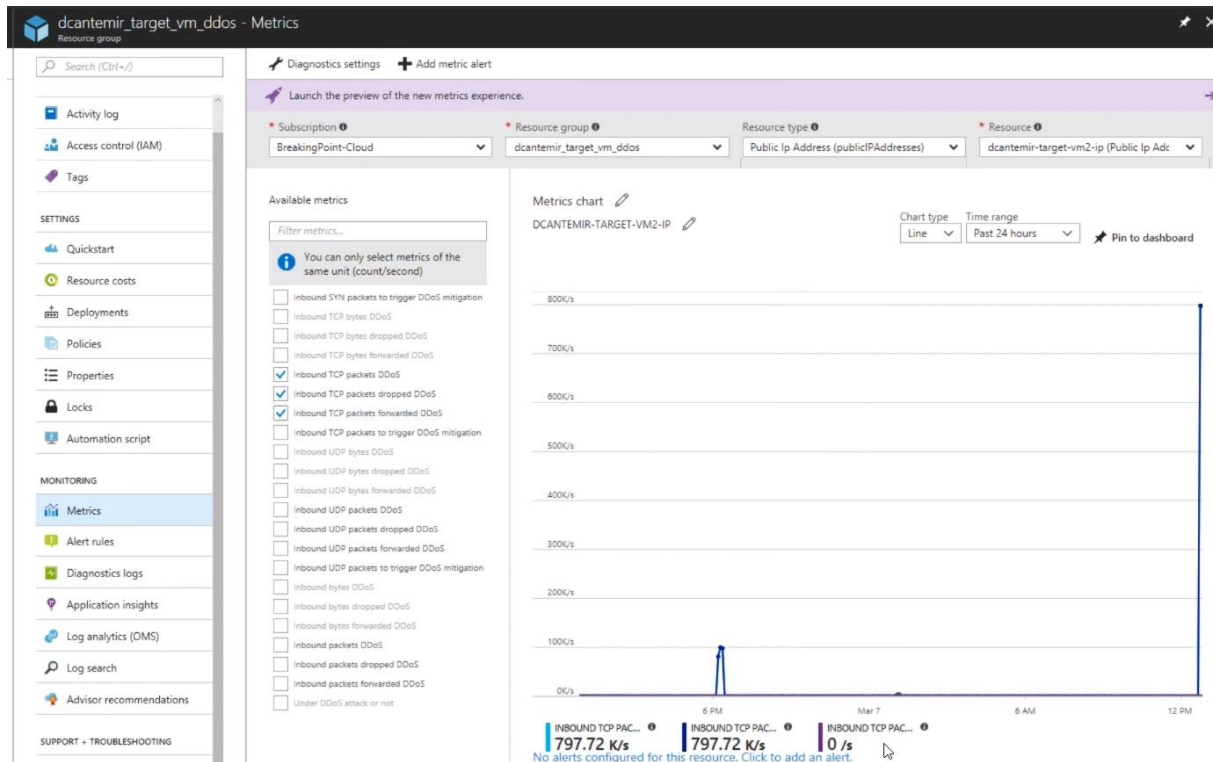 dcantemir_target_vm_ddos - Metrics
Resource group
Search (Ctrl+/)
Activity log
Access control (IAM)
Tags
SETTINGS
Quickstart
Resource costs
Deployments
Policies
Properties
Locks
Automation script
MONITORING
Metrics
Alert rules
Diagnostics logs
Application insights
Log analytics (OMS)
Log search
Advisor recommendations
SUPPORT + TROUBLESHOOTING
Diagnostics settings
Add metric alert
Launch the preview of the new metrics experience.
* Subscription
BreakingPoint-Cloud
* Resource group
dcantemir_target_vm_ddos
Resource type
Public Ip Address (publicIPAddresses)
* Resource
dcantemir-target-vm2-ip (Public Ip Adc
Available metrics
Filter metrics...
You can only select metrics of the
same unit (count/second)
Inbound SYN packets to trigger DDoS mitigation
Inbound TCP bytes DDoS
Inbound TCP bytes dropped DDoS
Inbound TCP bytes forwarded DDoS
Inbound TCP packets DDoS
Inbound TCP packets dropped DDoS
Inbound TCP packets forwarded DDoS
Inbound TCP packets to trigger DDoS mitigation
Inbound UDP bytes DDoS
Inbound UDP bytes dropped DDoS
Inbound UDP bytes forwarded DDoS
Inbound UDP packets DDoS
Inbound UDP packets dropped DDoS
Inbound UDP packets forwarded DDoS
Inbound UDP packets to trigger DDoS mitigation
Inbound bytes DDoS
Inbound bytes dropped DDoS
Inbound bytes forwarded DDoS
Inbound packets DDoS
Inbound packets dropped DDoS
Inbound packets forwarded DDoS
Under DDoS attack or not
Metrics chart
DCANTEMIR-TARGET-VM2-IP
Chart type
Line
Time range
Past 24 hours
Pin to dashboard
800K/s
700K/s
600K/s
500K/s
400K/s
300K/s
200K/s
100K/s
0K/s
6 PM
Mar 7
6 AM
12 PM
INBOUND TCP PAC...
797.72 K/s
INBOUND TCP PAC...
797.72 K/s
INBOUND TCP PAC...
0 /s
No alerts configured for this resource. Click to add an alert.